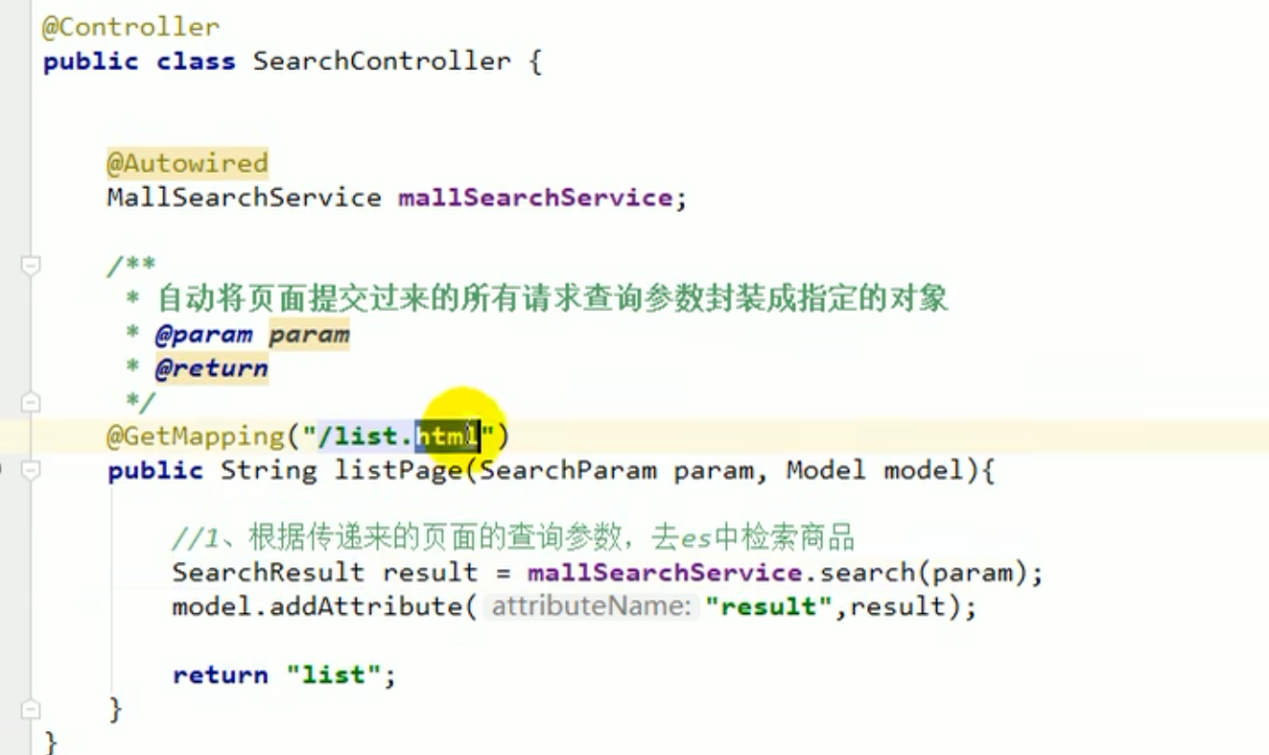 @Controller
public class SearchController {
@Autowired
MallSearchService mallSearchService;
/**
* 自动将页面提交过来的所有请求查询参数封装成指定的对象
* @param param
* @return
*/
@GetMapping("/list.html")
public String listPage(SearchParam param, Model model){
//1、根据传递来的页面的查询参数，去es中检索商品
SearchResult result = mallSearchService.search(param);
model.addAttribute( attributeName: "result",result);
return "list";
}
}